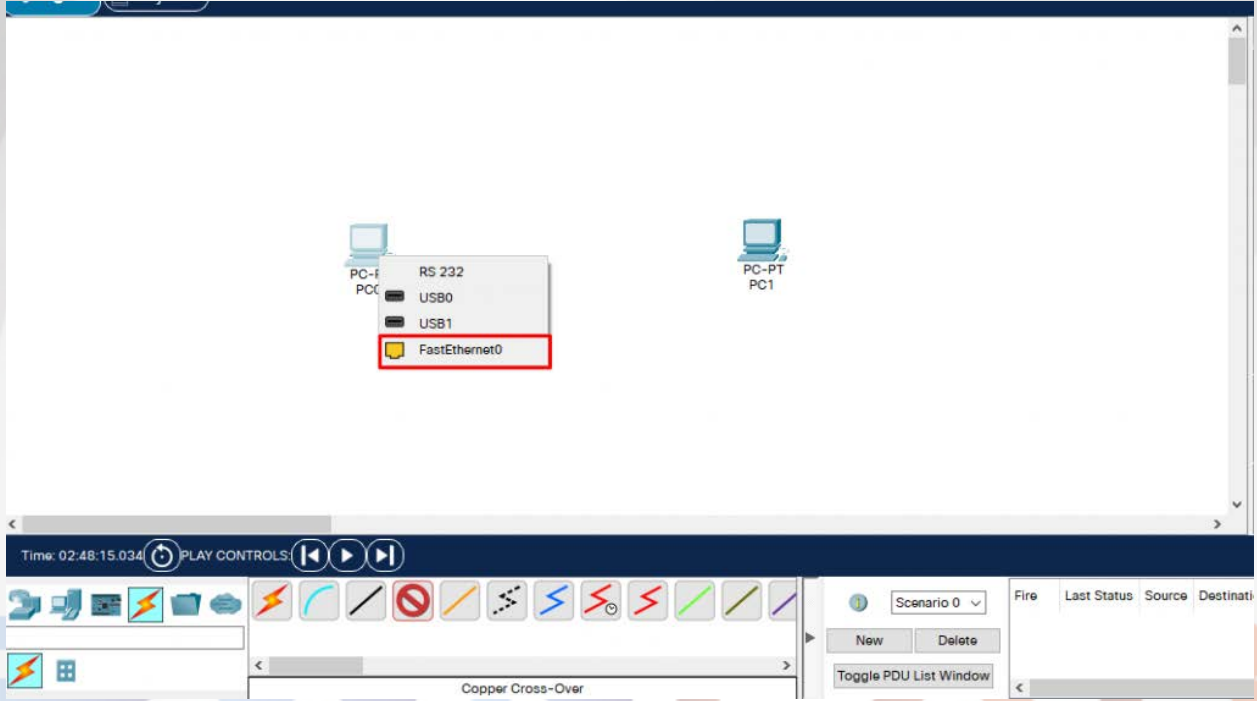 PC-PT
PC1
PC0
RS 232
USB0
USB1
FastEthernet0
Time: 02:48:15.034
PLAY CONTROLS:
Scenario 0
Fire Last Status Source
New Delete
Toggle PDU List Window
Copper Cross-Over